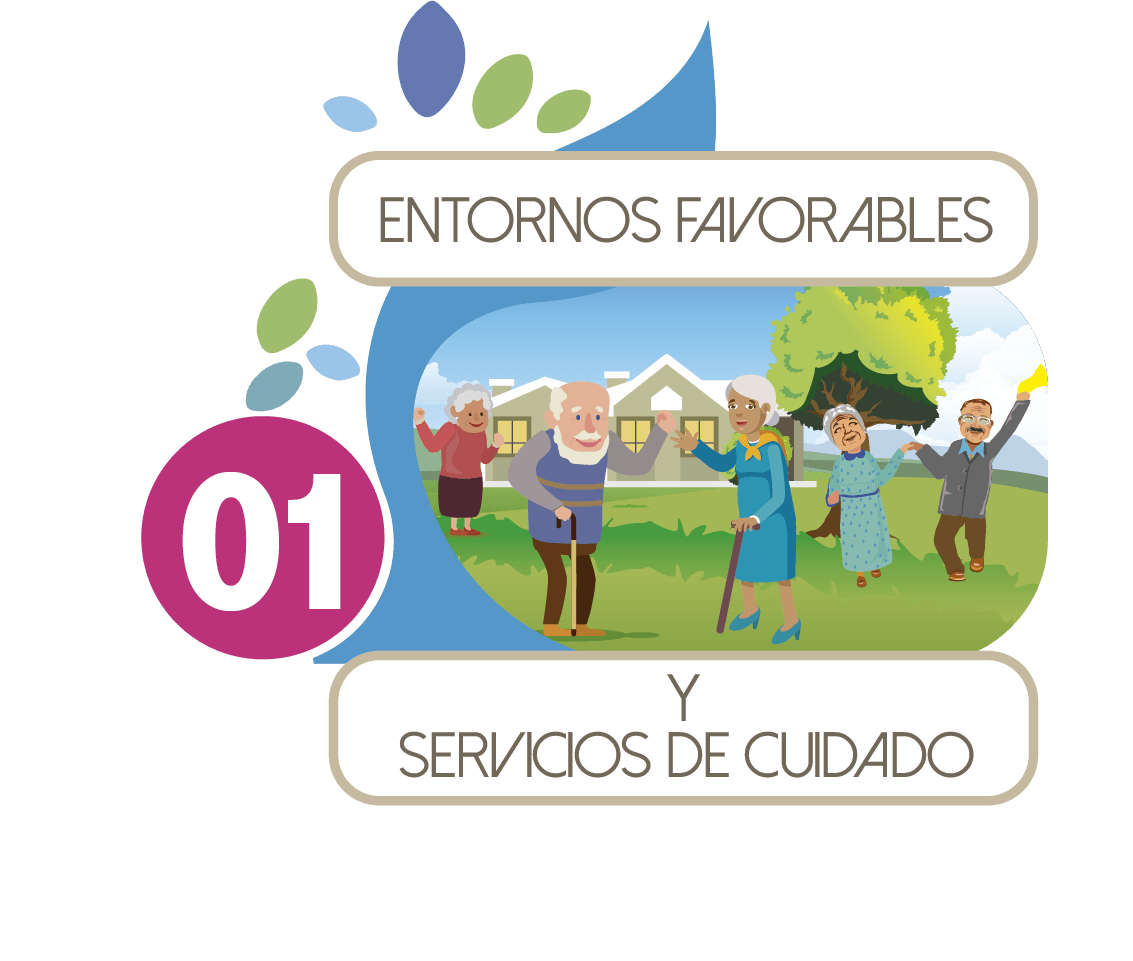 ENTORNOS FAVORABLES
01
Y
SERVICIOS DE CUIDADO